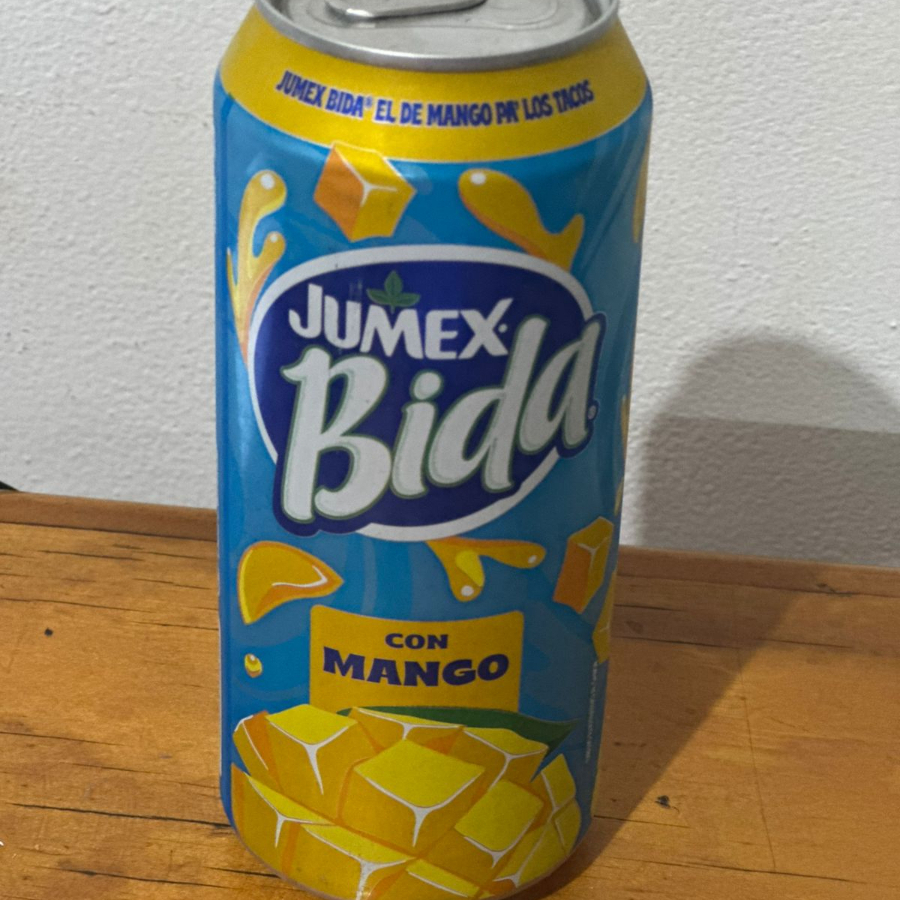 JUMEX BIDA® EL DE MANGO PA' LOS TACOS
JUMEX
Bida
CON
MANGO